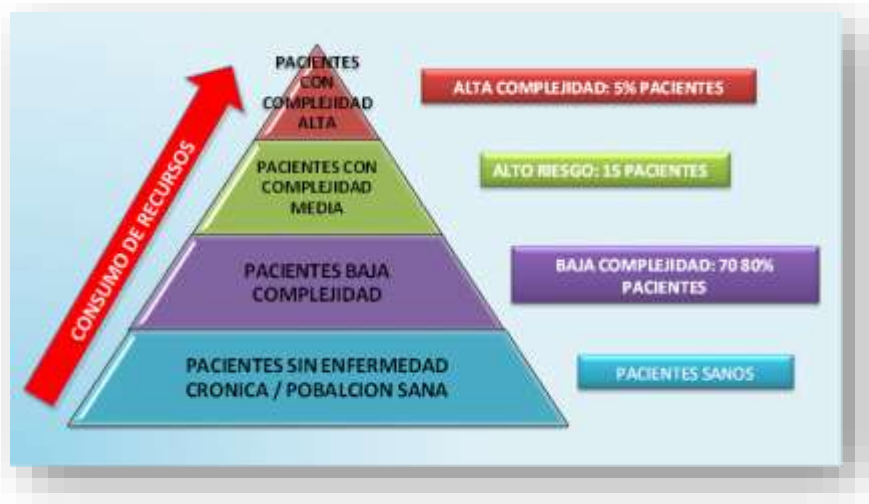 PACIENTES
CON
COMPLEJIDAD
ALTA
ALTA COMPLEJIDAD: 5% PACIENTES
PACIENTES CON
COMPLEJIDAD
MEDIA
ALTO RIESGO: 15 PACIENTES
PACIENTES BAJA
COMPLEJIDAD
BAJA COMPLEJIDAD: 70 80%
PACIENTES
PACIENTES SIN ENFERMEDAD
CRONICA / POBALCION SANA
PACIENTES SANOS
CONSUMO DE RECURSOS